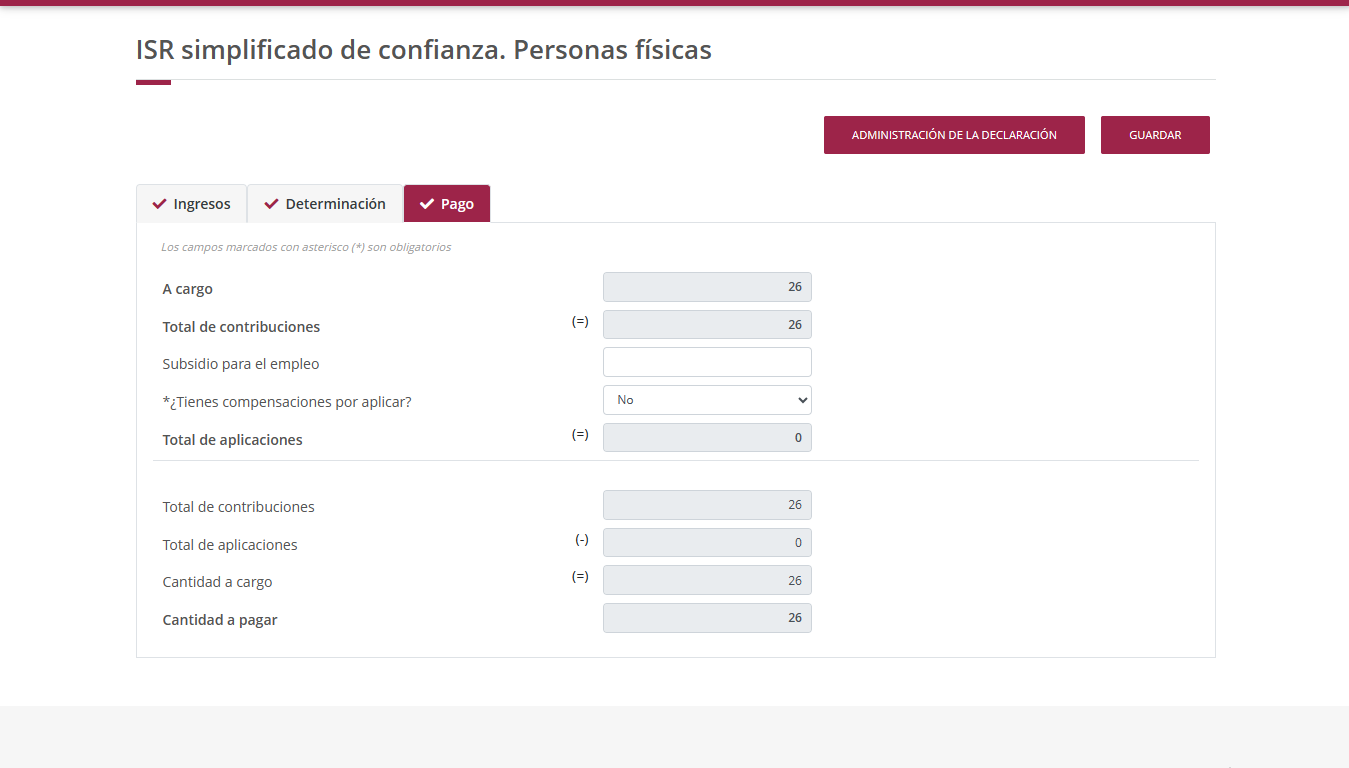 ISR simplificado de confianza. Personas físicas
ADMINISTRACIÓN DE LA DECLARACIÓN GUARDAR
Ingresos Determinación Pago
Los campos marcados con asterisco (*) son obligatorios
A cargo 26
Total de contribuciones (=) 26
Subsidio para el empleo
*¿Tienes compensaciones por aplicar? No
Total de aplicaciones (=) 0
Total de contribuciones 26
Total de aplicaciones (-) 0
Cantidad a cargo (=) 26
Cantidad a pagar 26